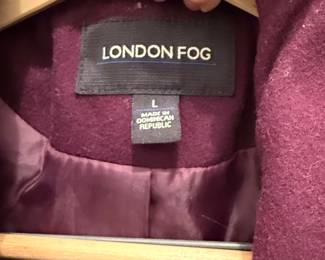 LONDON FOG
L
MADE IN
DOMINICAN
REPUBLIC